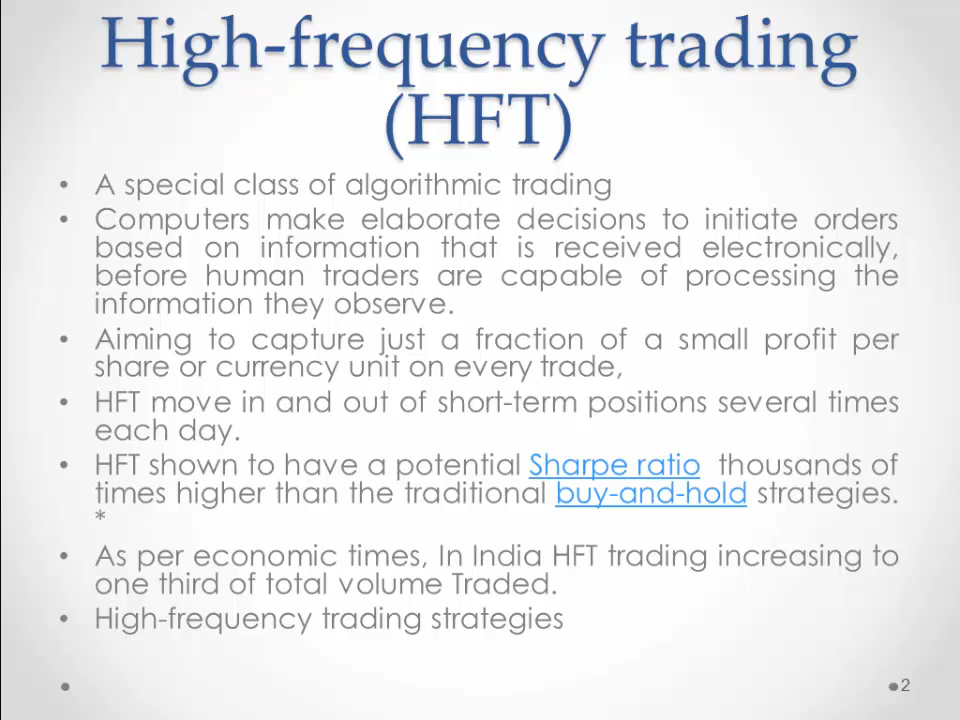 High-frequency trading
(HFT)
• A special class of algorithmic trading
• Computers make elaborate decisions to initiate orders
based on information that is received electronically,
before human traders are capable of processing the
information they observe.
• Aiming to capture just a fraction of a small profit per
share or currency unit on every trade,
• HFT move in and out of short-term positions several times
each day.
• HFT shown to have a potential Sharpe ratio thousands of
times higher than the traditional buy-and-hold strategies.
*
• As per economic times, In India HFT trading increasing to
one third of total volume Traded.
• High-frequency trading strategies
2